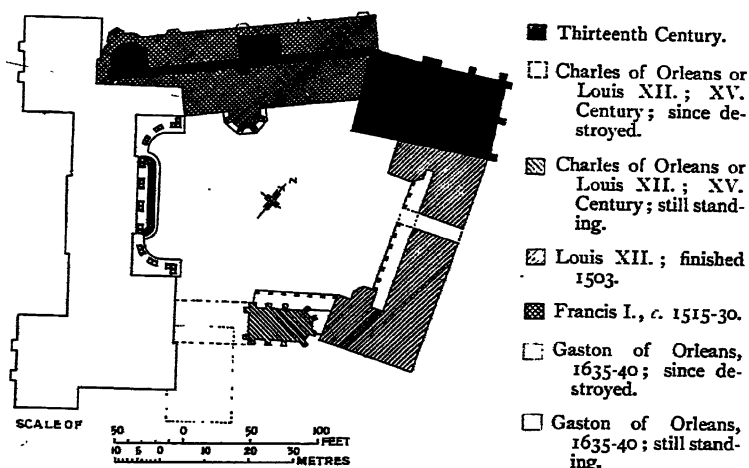 Thirteenth Century.
Charles of Orleans or
Louis XII.; XV.
Century; since de-
stroyed.
Charles of Orleans or
Louis XII.; XV.
Century; still stand-
ing.
Louis XII.; finished
1503.
Francis I., c. 1515-30.
Gaston of Orleans,
1635-40; since de-
stroyed.
Gaston of Orleans,
1635-40; still stand-
ing.
N
SCALE OF
50 0 50 100
FEET
10 5 0 10 20 30
METRES